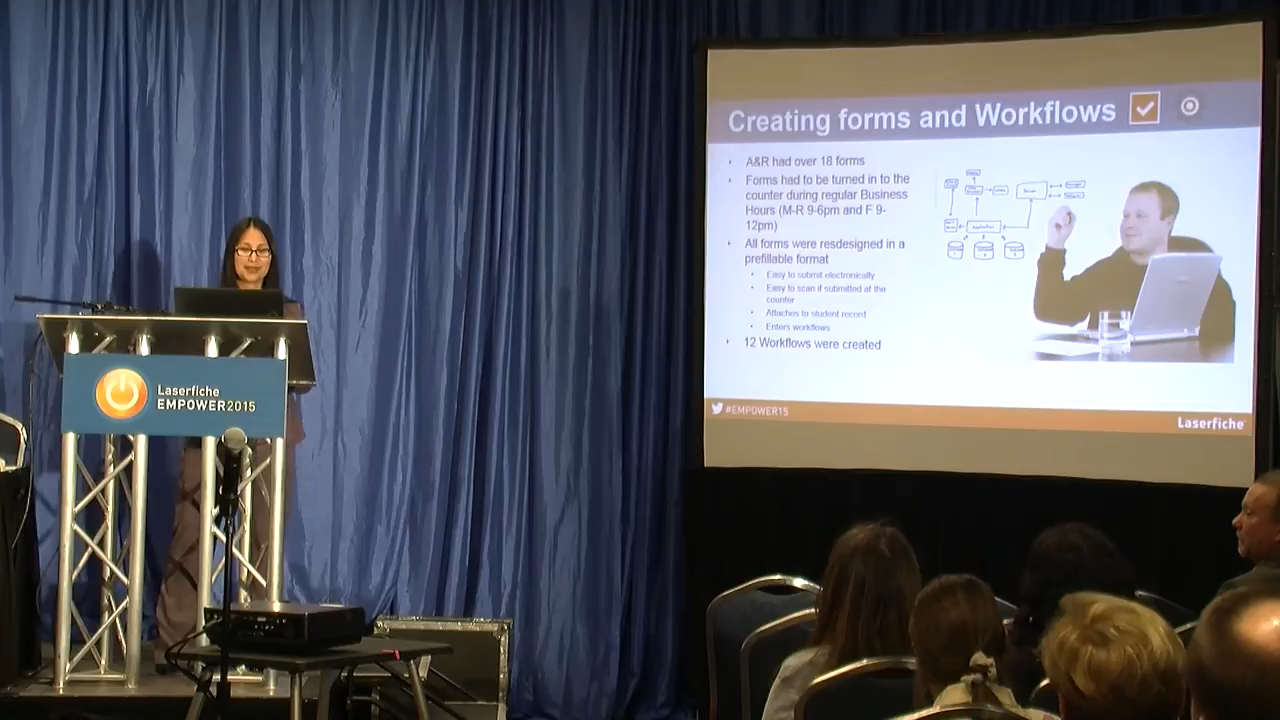 Creating forms and Workflows
A&R had over 18 forms
Forms had to be turned in to the
counter during regular Business
Hours (M-R 9-6pm and F 9-
12pm)
All forms were resdesigned in a
prefillable format
Easy to submit electronically
Easy to scan if submitted at the
counter
Attaches to student record
Enters workflows
12 Workflows were created
Application
#EMPOWER15
Laserfiche
Laserfiche
EMPOWER2015